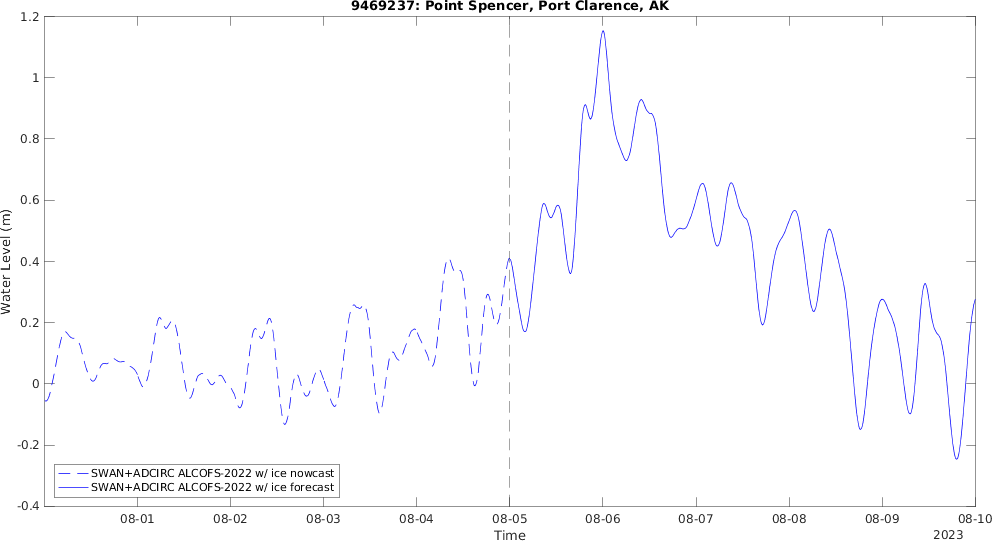 9469237: Point Spencer, Port Clarence, AK
1.2
1
0.8
0.6
0.4
0.2
0
-0.2
-0.4
Water Level (m)
SWAN+ADCIRC ALCOFS-2022 w/ ice nowcast
SWAN+ADCIRC ALCOFS-2022 w/ ice forecast
08-01 08-02 08-03 08-04 08-05 08-06 08-07 08-08 08-09 08-10
Time
2023